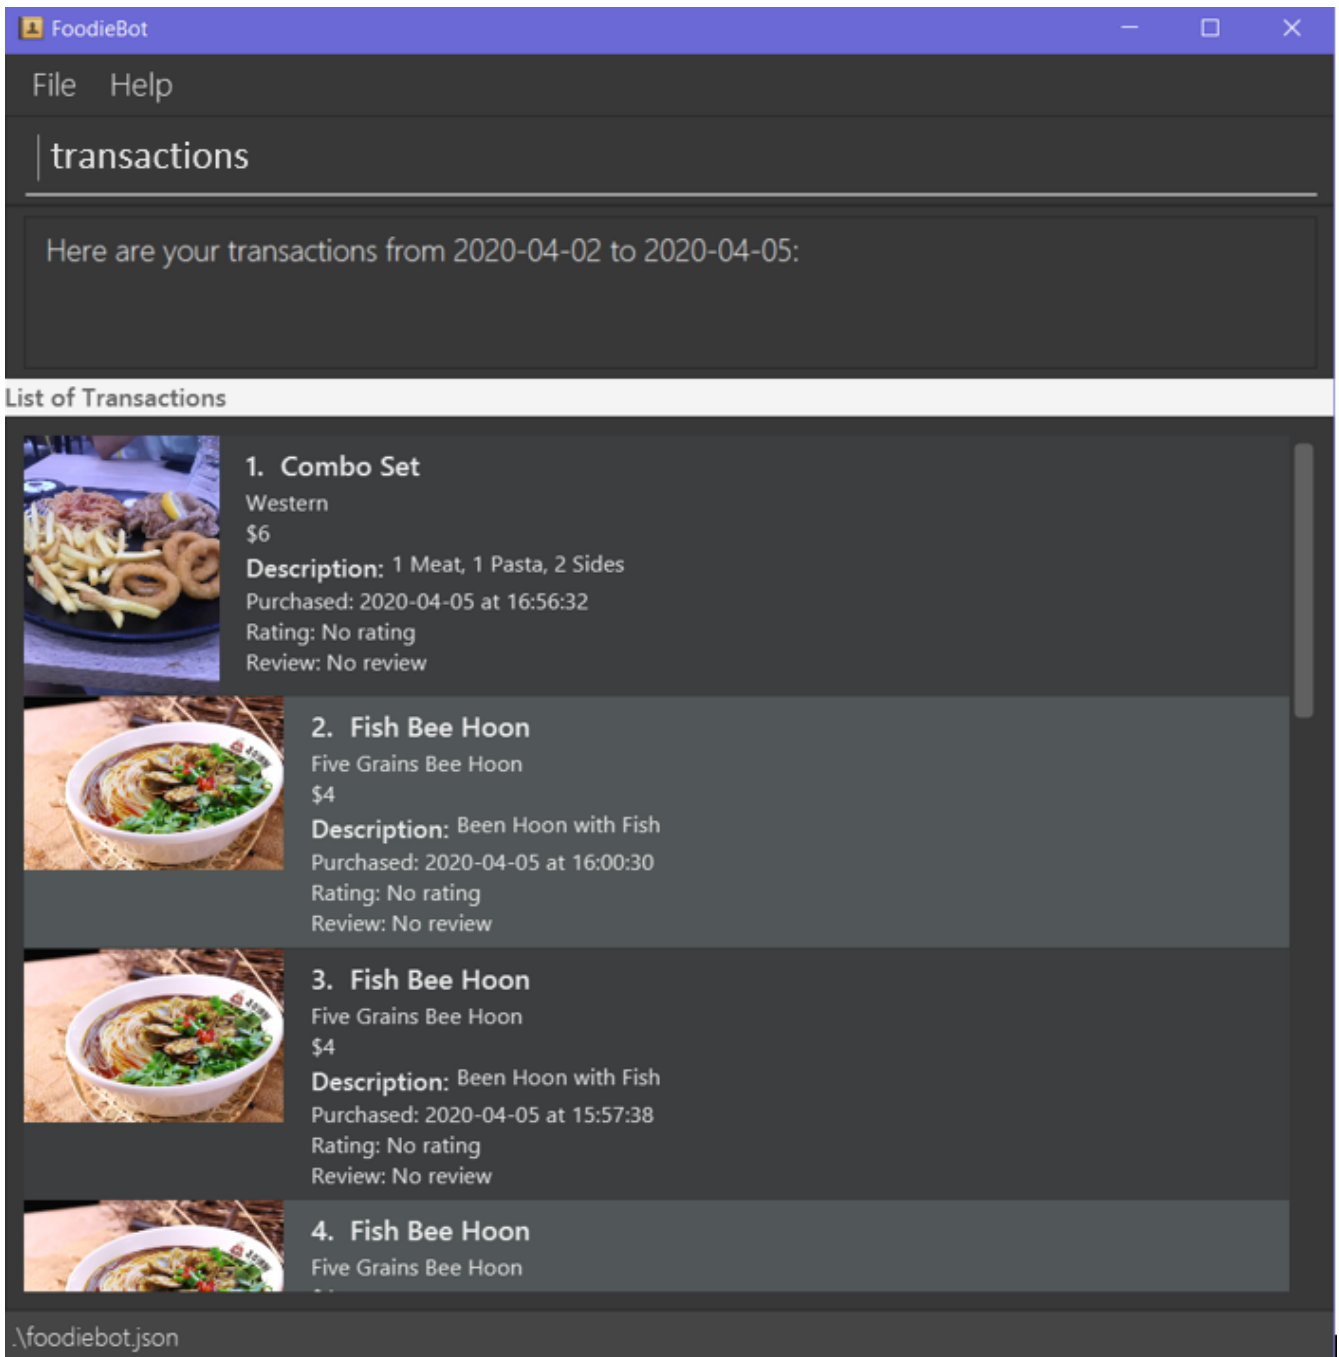 FoodieBot
File Help
transactions
Here are your transactions from 2020-04-02 to 2020-04-05:
List of Transactions
1. Combo Set
Western
$6
Description: 1 Meat, 1 Pasta, 2 Sides
Purchased: 2020-04-05 at 16:56:32
Rating: No rating
Review: No review
2. Fish Bee Hoon
Five Grains Bee Hoon
$4
Description: Been Hoon with Fish
Purchased: 2020-04-05 at 16:00:30
Rating: No rating
Review: No review
3. Fish Bee Hoon
Five Grains Bee Hoon
$4
Description: Been Hoon with Fish
Purchased: 2020-04-05 at 15:57:38
Rating: No rating
Review: No review
4. Fish Bee Hoon
Five Grains Bee Hoon
.\foodiebot.json